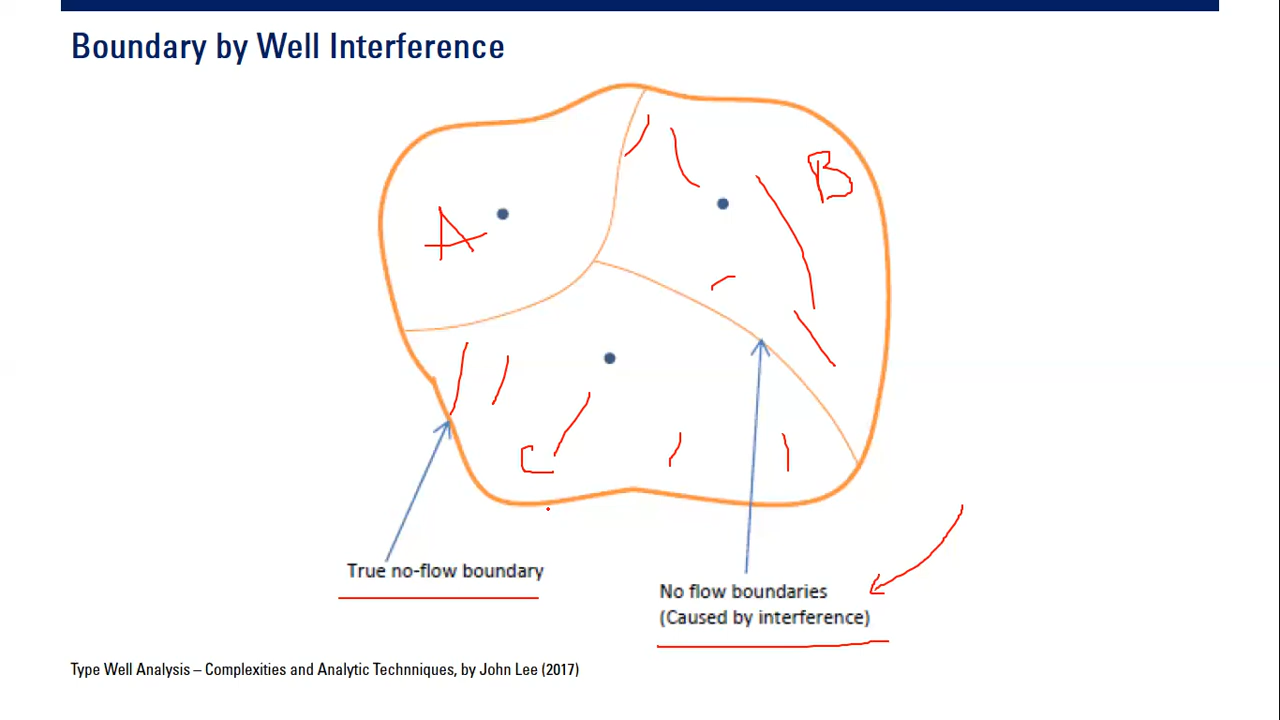 Boundary by Well Interference
B
A
C
True no-flow boundary
No flow boundaries
(Caused by interference)
Type Well Analysis – Complexities and Analytic Technniques, by John Lee (2017)